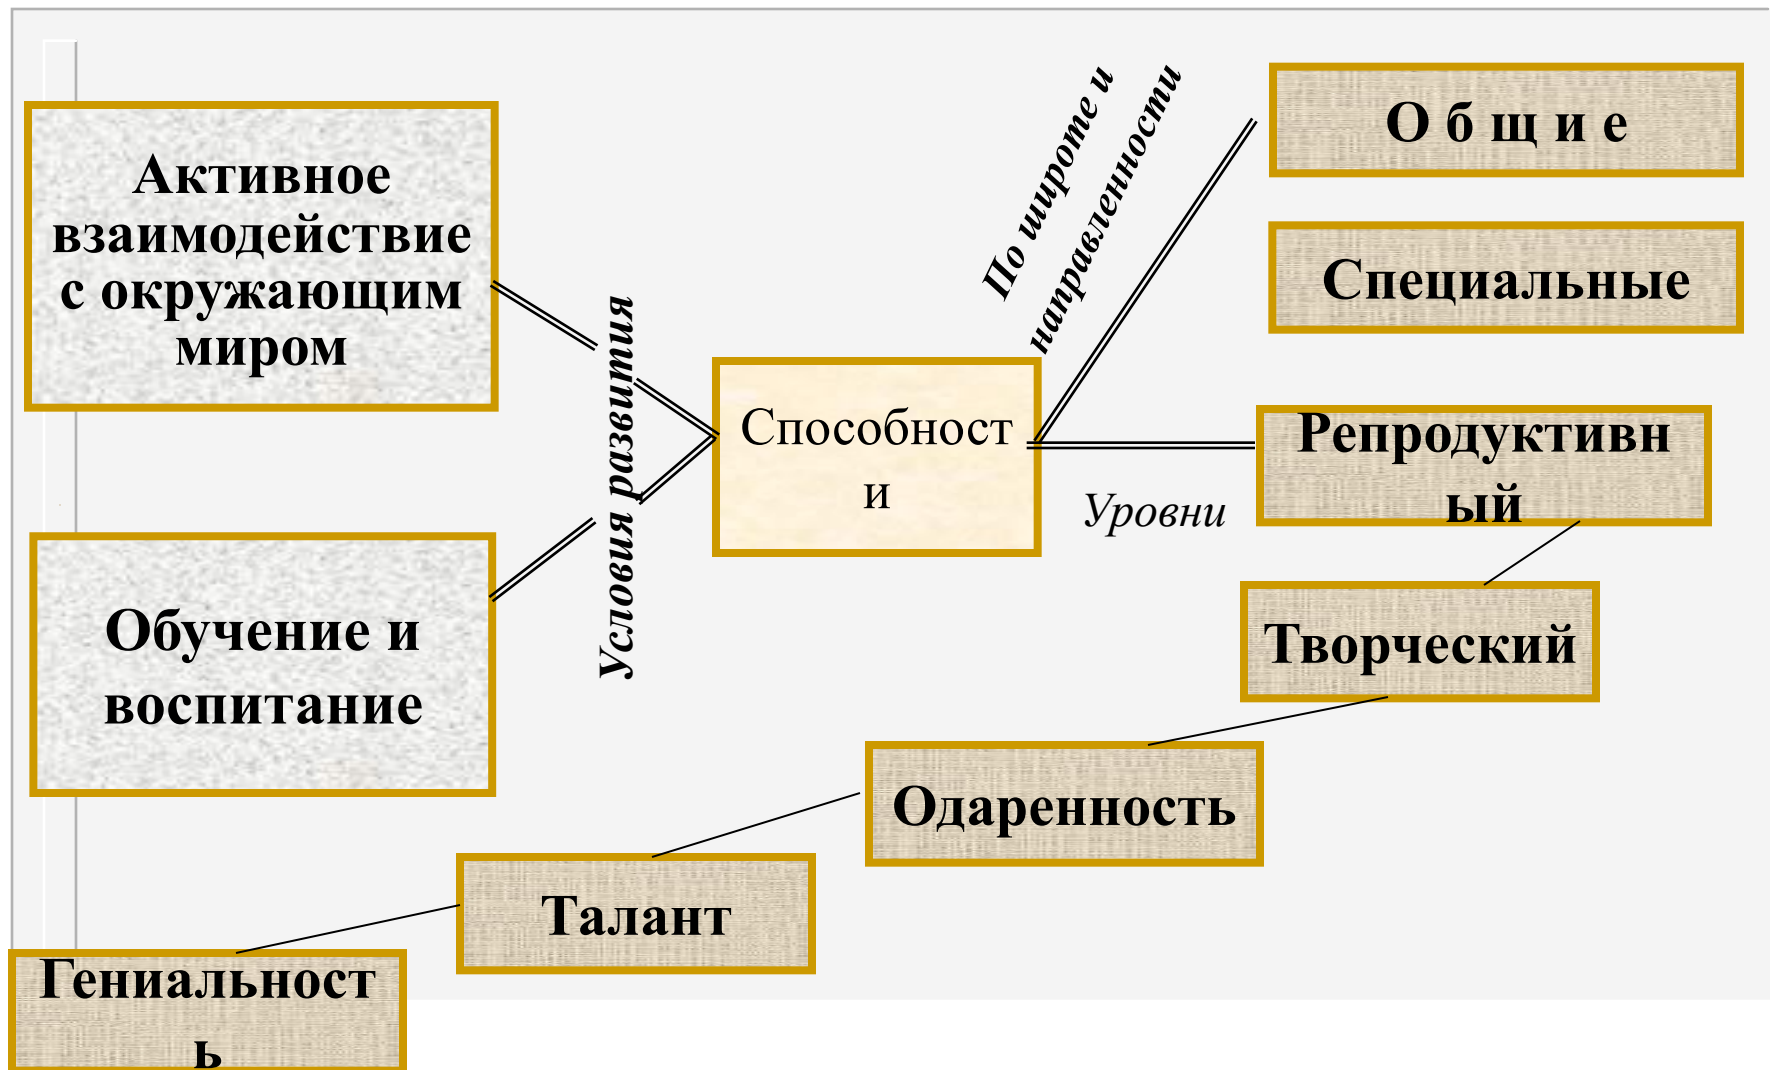 Активное
взаимодействие
с окружающим
миром
Обучение и
воспитание
Условия развития
Способност
и
По широте и
направленности
О б щ и е
Специальные
Уровни
Репродуктивн
ый
Творческий
Одаренность
Талант
Гениальност
ь